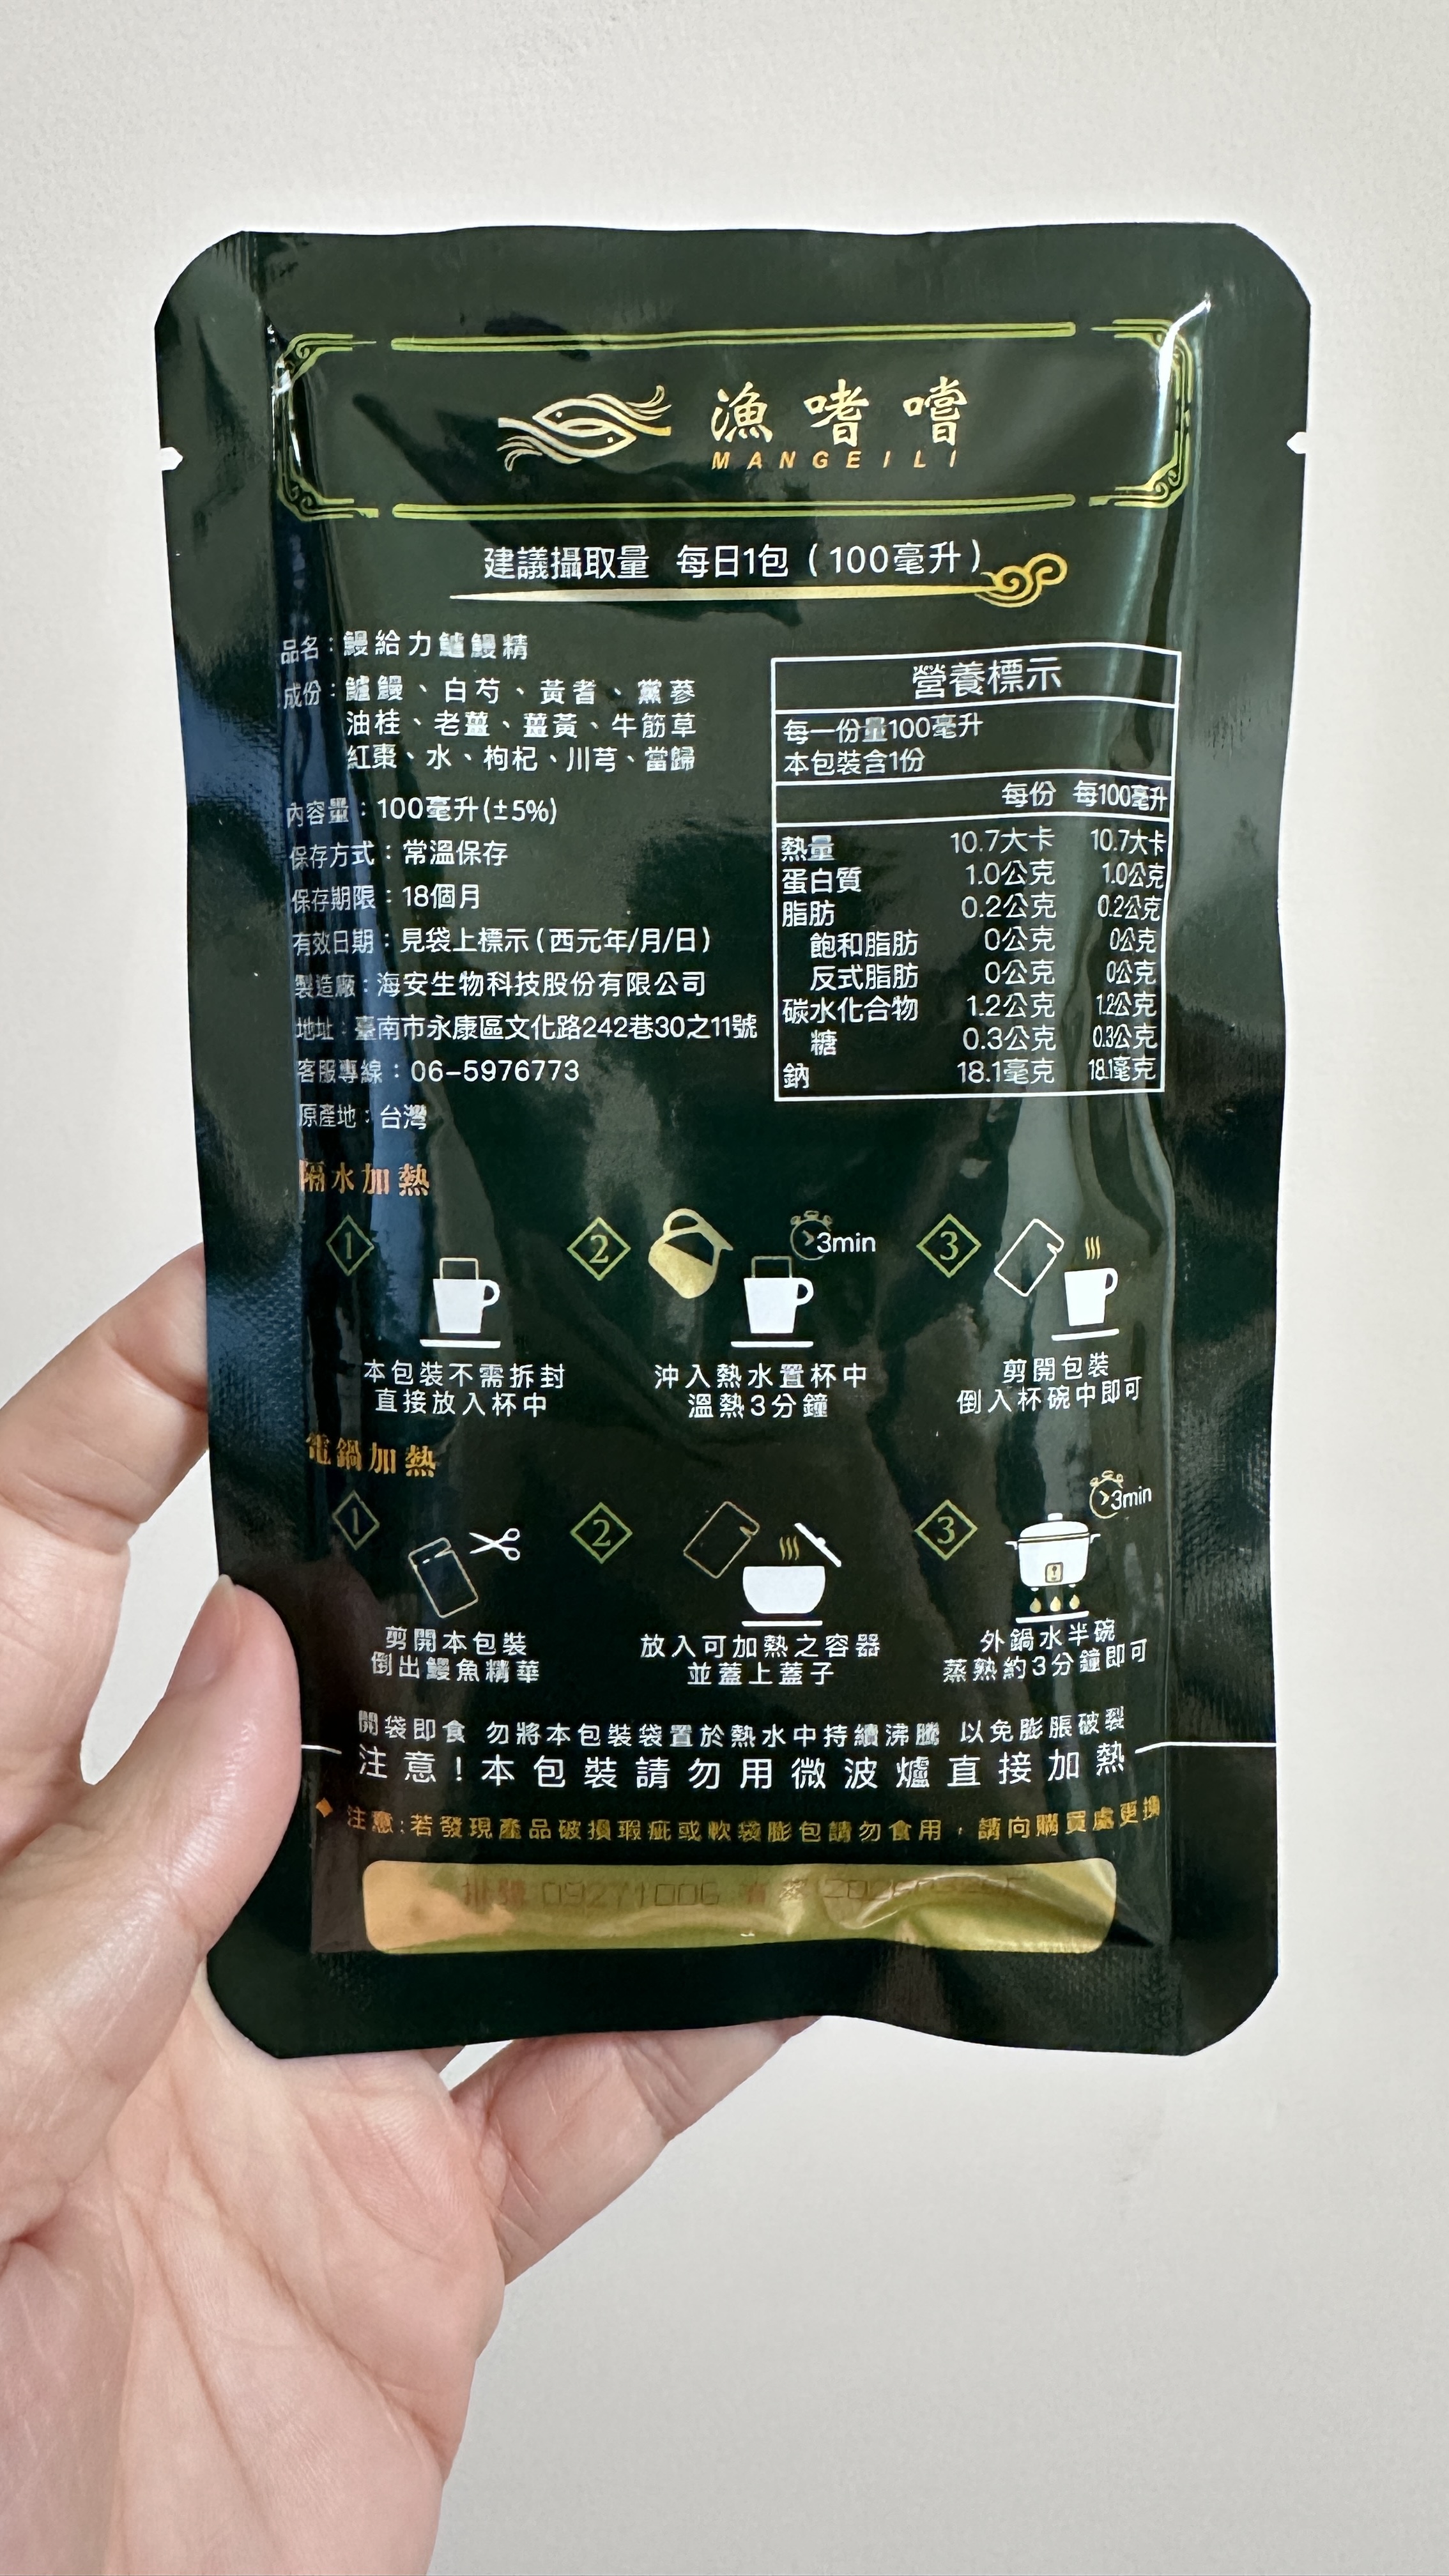 漁嗜嚐
MANGEILI
建議攝取量 每日1包（100毫升）
品名：鰻給力鱸鰻精
成份：鱸鰻、白芍、黃耆、黨蔘
油桂、老薑、薑黃、牛筋草
紅棗、水、枸杞、川芎、當歸
內容量：100毫升(±5%)
保存方式：常溫保存
保存期限：18個月
有效日期：見袋上標示(西元年/月/日)
製造廠：海安生物科技股份有限公司
地址：臺南市永康區文化路242巷30之11號
客服專線：06-5976773
原產地：台灣
營養標示
每一份量100毫升
本包裝含1份
每份 每100毫升
熱量 10.7大卡 10.7大卡
蛋白質 1.0公克 1.0公克
脂肪 0.2公克 0.2公克
飽和脂肪 0公克 0公克
反式脂肪 0公克 0公克
碳水化合物 1.2公克 1.2公克
糖 0.3公克 0.3公克
鈉 18.1毫克 18.1毫克
隔水加熱
1
本包裝不需拆封
直接放入杯中
2
3min
沖入熱水置杯中
溫熱3分鐘
3
剪開包裝
倒入杯碗中即可
電鍋加熱
1
剪開本包裝
倒出鰻魚精華
2
放入可加熱之容器
並蓋上蓋子
3
3min
外鍋水半碗
蒸熟約3分鐘即可
開袋即食 勿將本包裝袋置於熱水中持續沸騰 以免膨脹破裂
注意!本包裝請勿用微波爐直接加熱
注意:若發現產品破損瑕疵或軟袋膨包請勿食用，請向購買處更換
批號 09271006 有效